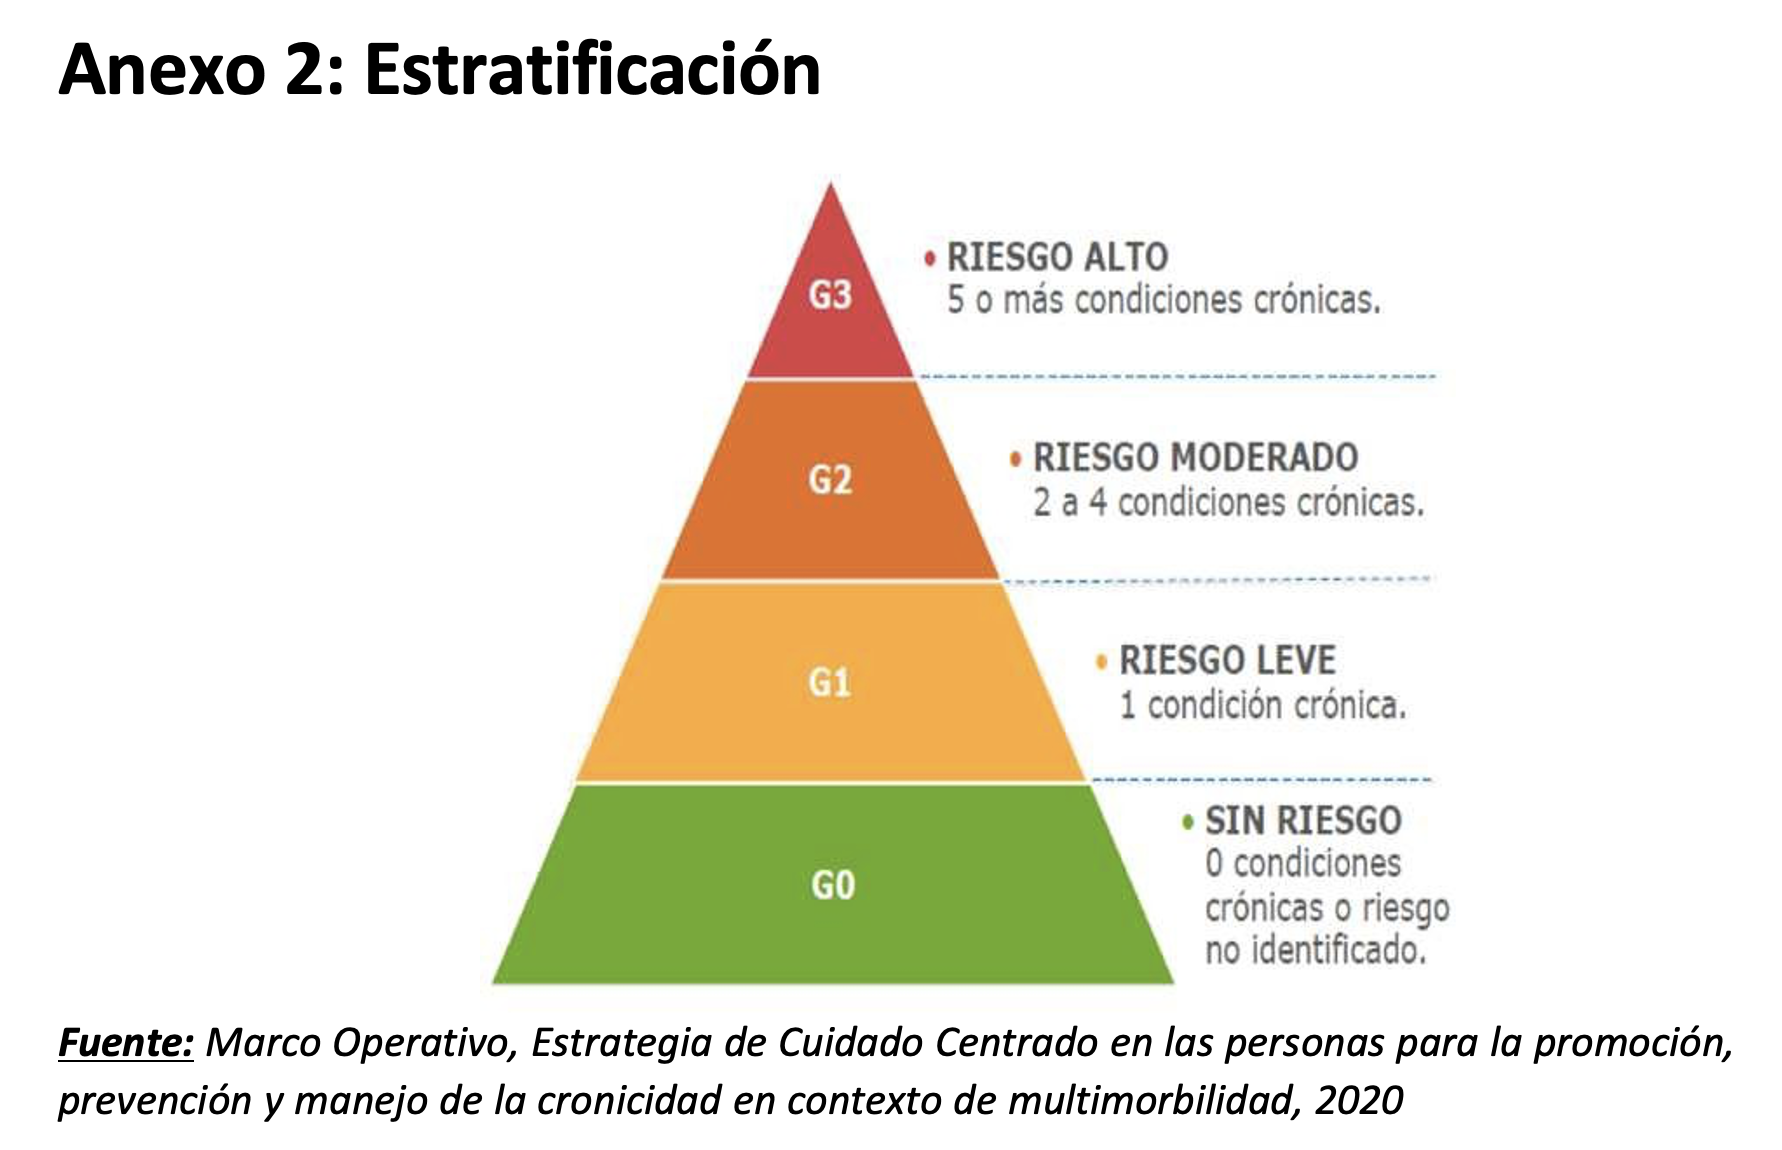 Anexo 2: Estratificación
G3
• RIESGO ALTO
5 o más condiciones crónicas.
G2
• RIESGO MODERADO
2 a 4 condiciones crónicas.
G1
• RIESGO LEVE
1 condición crónica.
G0
• SIN RIESGO
0 condiciones
crónicas o riesgo
no identificado.
Fuente: Marco Operativo, Estrategia de Cuidado Centrado en las personas para la promoción,
prevención y manejo de la cronicidad en contexto de multimorbilidad, 2020